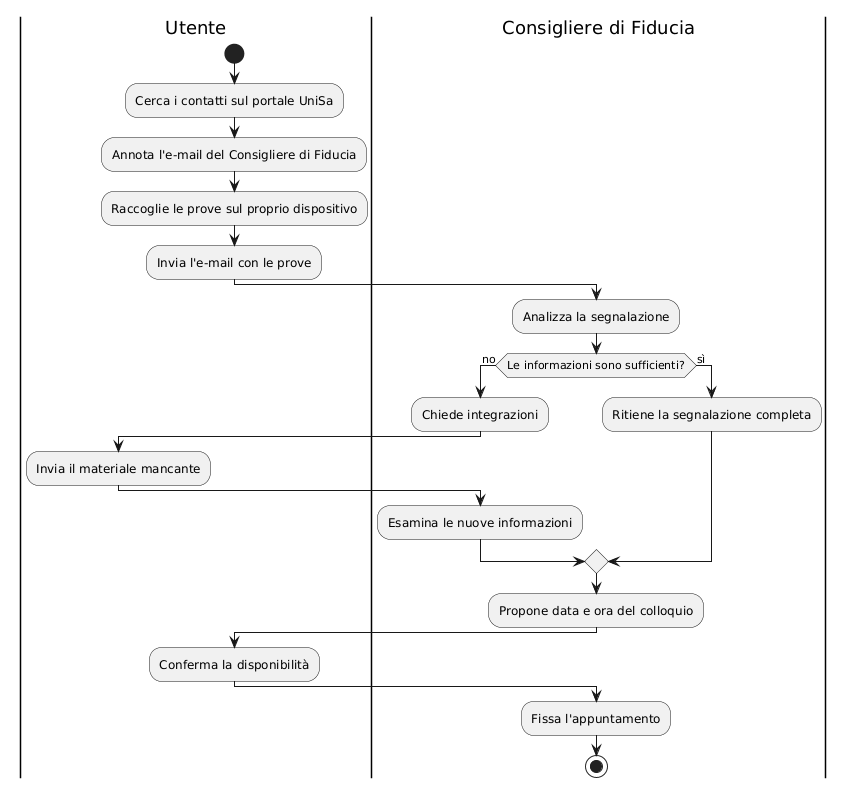 Utente
Consigliere di Fiducia
Cerca i contatti sul portale UniSa
Annota l'e-mail del Consigliere di Fiducia
Raccoglie le prove sul proprio dispositivo
Invia l'e-mail con le prove
Analizza la segnalazione
no
Le informazioni sono sufficienti?
sì
Chiede integrazioni
Ritiene la segnalazione completa
Invia il materiale mancante
Esamina le nuove informazioni
Propone data e ora del colloquio
Conferma la disponibilità
Fissa l'appuntamento